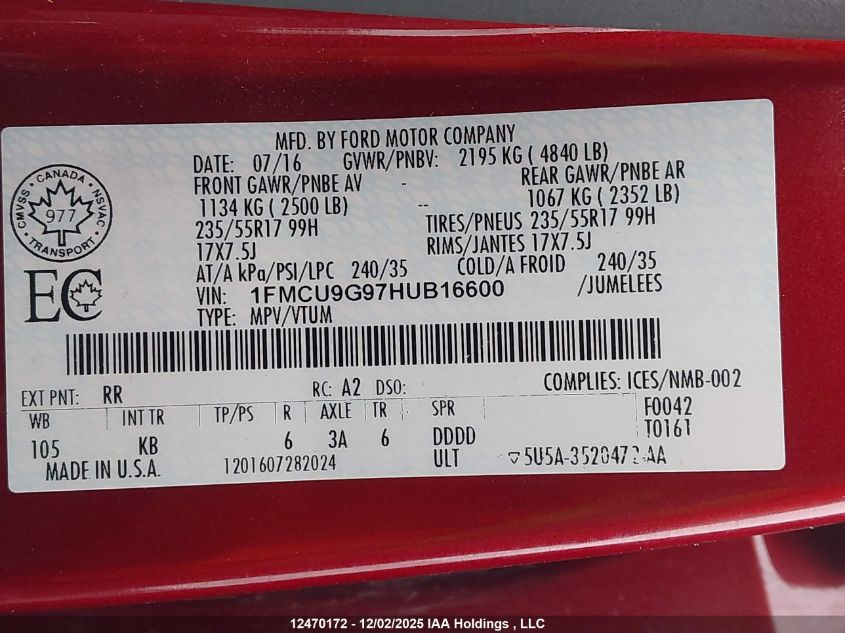 MFD. BY FORD MOTOR COMPANY
DATE: 07/16 GVWR/PNBV: 2195 KG ( 4840 LB)
FRONT GAWR/PNBE AV - REAR GAWR/PNBE AR
1134 KG ( 2500 LB) -- 1067 KG ( 2352 LB)
235/55R17 99H TIRES/PNEUS 235/55R17 99H
17X7.5J RIMS/JANTES 17X7.5J
AT/A kPa/PSI/LPC 240/35 COLD/A FROID 240/35
VIN: 1FMCU9G97HUB16600 /JUMELEES
TYPE: MPV/VTUM
CANADA
CMVSS NSVAC
977
TRANSPORT
EC
EXT PNT: RR RC: A2 DSO: COMPLIES: ICES/NMB-002
WB INT TR TP/PS R AXLE TR SPR F0042
105 KB 6 3A 6 DDDD T0161
MADE IN U.S.A. 1201607282024 ULT ▽5U5A-3520472-AA
12470172 - 12/02/2025 IAA Holdings , LLC